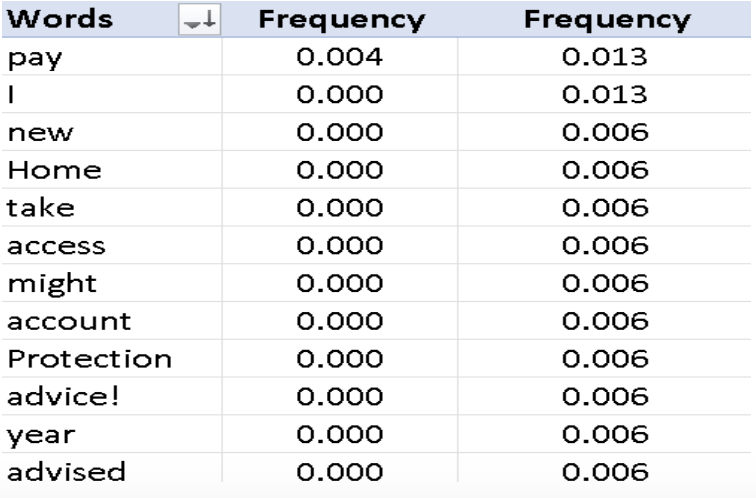 Words Frequency Frequency
pay 0.004 0.013
I 0.000 0.013
new 0.000 0.006
Home 0.000 0.006
take 0.000 0.006
access 0.000 0.006
might 0.000 0.006
account 0.000 0.006
Protection 0.000 0.006
advice! 0.000 0.006
year 0.000 0.006
advised 0.000 0.006